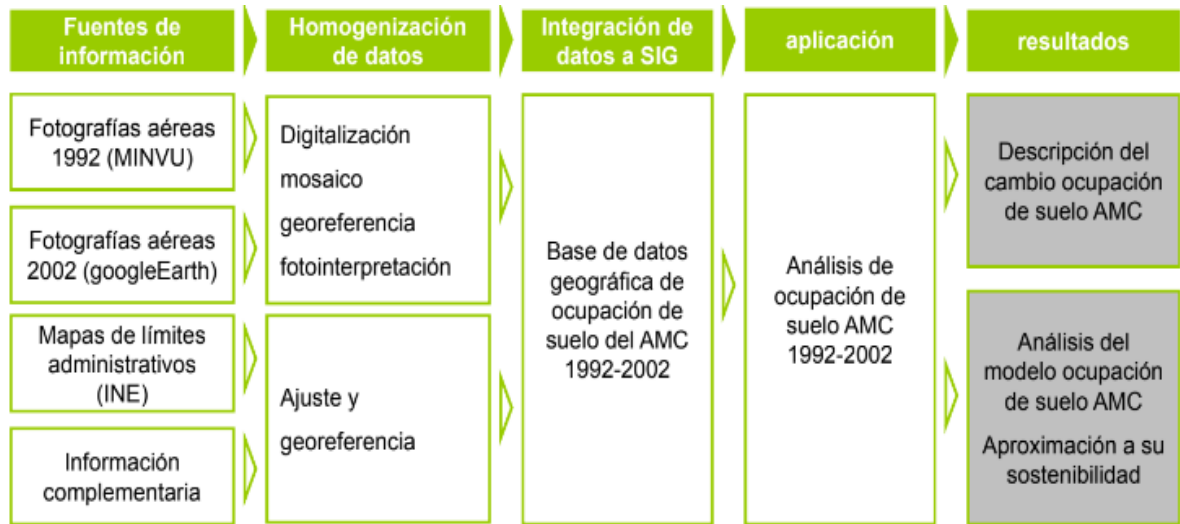 Fuentes de
información
Homogenización
de datos
Integración de
datos a SIG
aplicación
resultados
Fotografías aéreas
1992 (MINVU)
Fotografías aéreas
2002 (googleEarth)
Mapas de límites
administrativos
(INE)
Información
complementaria
Digitalización
mosaico
georeferencia
fotointerpretación
Ajuste y
georeferencia
Base de datos
geográfica de
ocupación de
suelo del AMC
1992-2002
Análisis de
ocupación de
suelo AMC
1992-2002
Descripción del
cambio ocupación
de suelo AMC
Análisis del
modelo ocupación
de suelo AMC
Aproximación a su
sostenibilidad